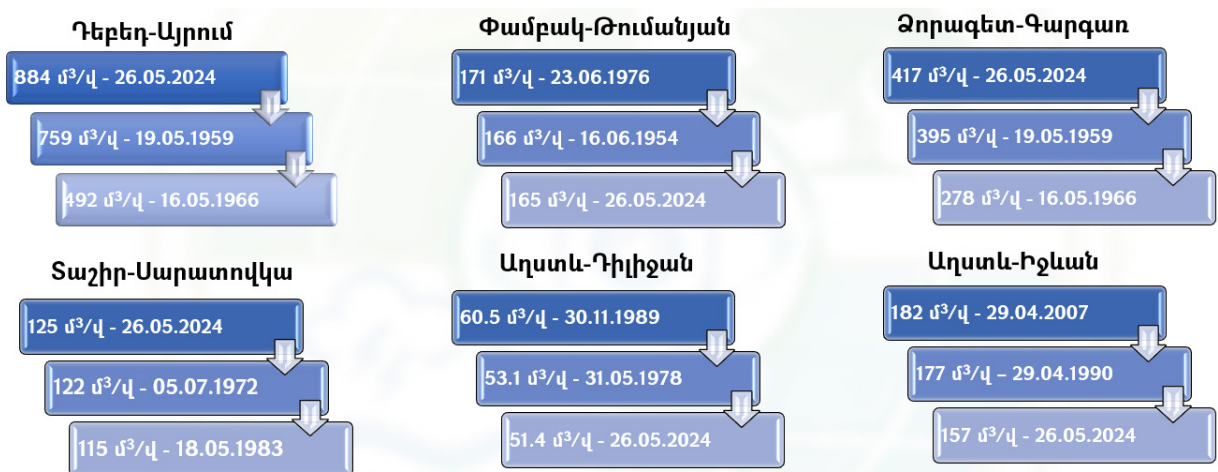 Դեբեդ-Այրում
884 մ³/վ - 26.05.2024
759 մ³/վ - 19.05.1959
492 մ³/վ - 16.05.1966
Փամբակ-Թումանյան
171 մ³/վ - 23.06.1976
166 մ³/վ - 16.06.1954
165 մ³/վ - 26.05.2024
Ձորագետ-Գարգառ
417 մ³/վ - 26.05.2024
395 մ³/վ - 19.05.1959
278 մ³/վ - 16.05.1966
Տաշիր-Սարատովկա
125 մ³/վ - 26.05.2024
122 մ³/վ - 05.07.1972
115 մ³/վ - 18.05.1983
Աղստև-Դիլիջան
60.5 մ³/վ - 30.11.1989
53.1 մ³/վ - 31.05.1978
51.4 մ³/վ - 26.05.2024
Աղստև-Իջևան
182 մ³/վ - 29.04.2007
177 մ³/վ – 29.04.1990
157 մ³/վ - 26.05.2024